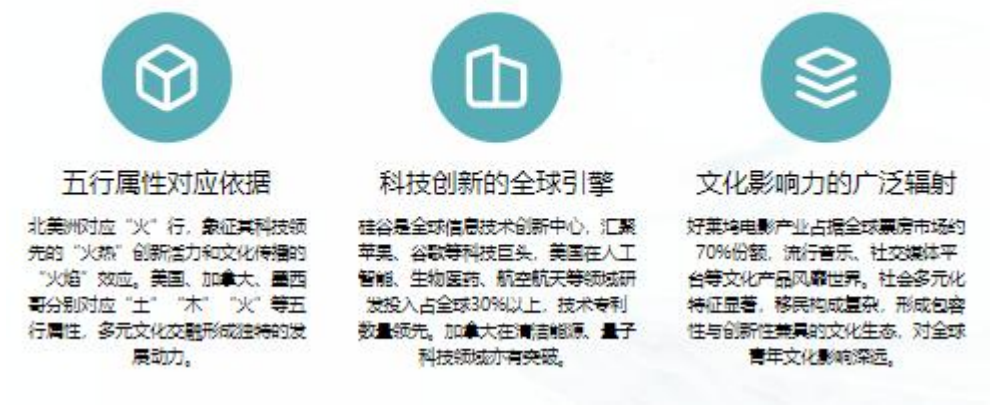 五行属性对应依据
北美洲对应“火”行，象征其科技领
先的“火热”创新活力和文化传播的
“火焰”效应。美国、加拿大、墨西
哥分别对应“土”“木”“火”等五
行属性，多元文化交融形成独特的发
展动力。
科技创新的全球引擎
硅谷是全球信息技术创新中心，汇聚
苹果、谷歌等科技巨头，美国在人工
智能、生物医药、航空航天等领域研
发投入占全球30%以上，技术专利
数量领先。加拿大在清洁能源、量子
科技领域亦有突破。
文化影响力的广泛辐射
好莱坞电影产业占据全球票房市场约
70%份额，流行音乐、社交媒体平
台等文化产品风靡世界。社会多元化
特征显著，移民构成复杂，形成包容
性与创新性兼具的文化生态，对全球
青年文化影响深远。